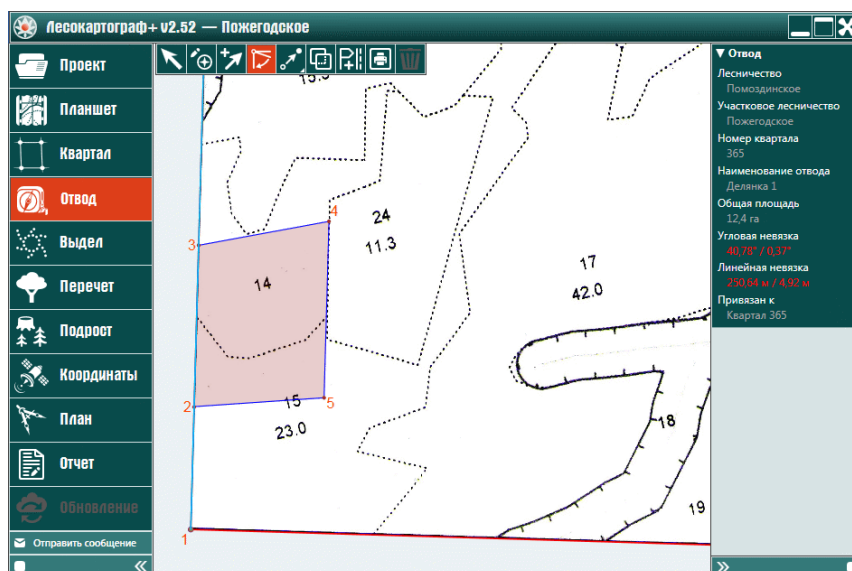 Лесокартограф+ v2.52 — Пожегодское
Проект
Планшет
Квартал
Отвод
Выдел
Перечет
Подрост
Координаты
План
Отчет
Обновление
Отправить сообщение
15.5
24
11.3
17
42.0
14
15
23.0
18
19
1
2
3
4
5
▼ Отвод
Лесничество
Помоздинское
Участковое лесничество
Пожегодское
Номер квартала
365
Наименование отвода
Делянка 1
Общая площадь
12,4 га
Угловая невязка
40,78° / 0,37°
Линейная невязка
250,64 м / 4,92 м
Привязан к
Квартал 365